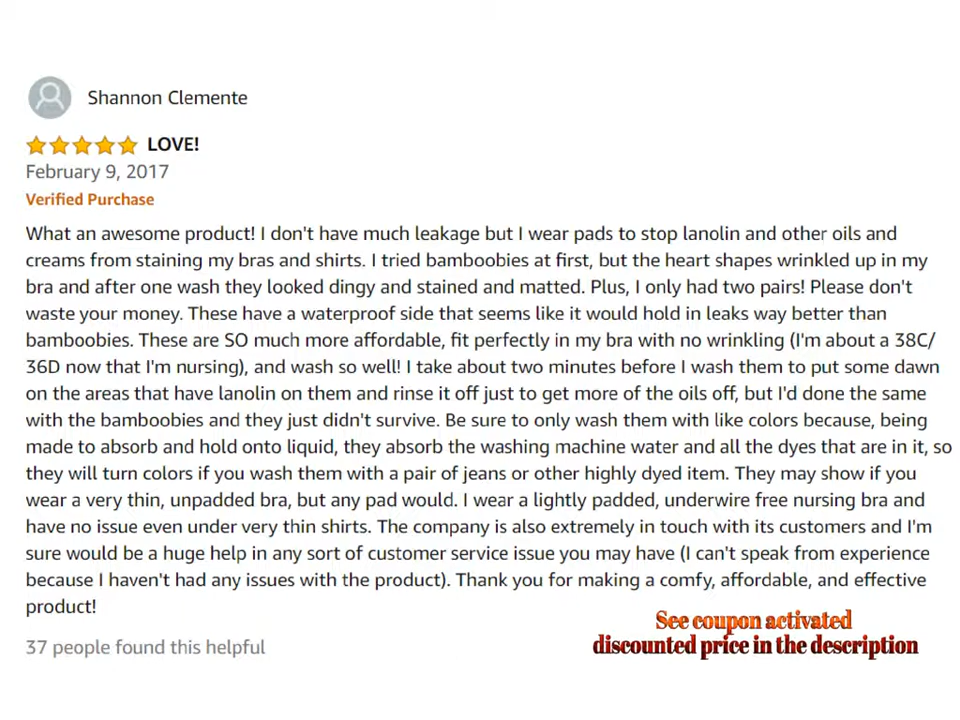 Shannon Clemente
LOVE!
February 9, 2017
Verified Purchase
What an awesome product! I don't have much leakage but I wear pads to stop lanolin and other oils and
creams from staining my bras and shirts. I tried bamboobies at first, but the heart shapes wrinkled up in my
bra and after one wash they looked dingy and stained and matted. Plus, I only had two pairs! Please don't
waste your money. These have a waterproof side that seems like it would hold in leaks way better than
bamboobies. These are SO much more affordable, fit perfectly in my bra with no wrinkling (I'm about a 38C/
36D now that I'm nursing), and wash so well! I take about two minutes before I wash them to put some dawn
on the areas that have lanolin on them and rinse it off just to get more of the oils off, but I'd done the same
with the bamboobies and they just didn't survive. Be sure to only wash them with like colors because, being
made to absorb and hold onto liquid, they absorb the washing machine water and all the dyes that are in it, so
they will turn colors if you wash them with a pair of jeans or other highly dyed item. They may show if you
wear a very thin, unpadded bra, but any pad would. I wear a lightly padded, underwire free nursing bra and
have no issue even under very thin shirts. The company is also extremely in touch with its customers and I'm
sure would be a huge help in any sort of customer service issue you may have (I can't speak from experience
because I haven't had any issues with the product). Thank you for making a comfy, affordable, and effective
product!
37 people found this helpful
See coupon activated
discounted price in the description